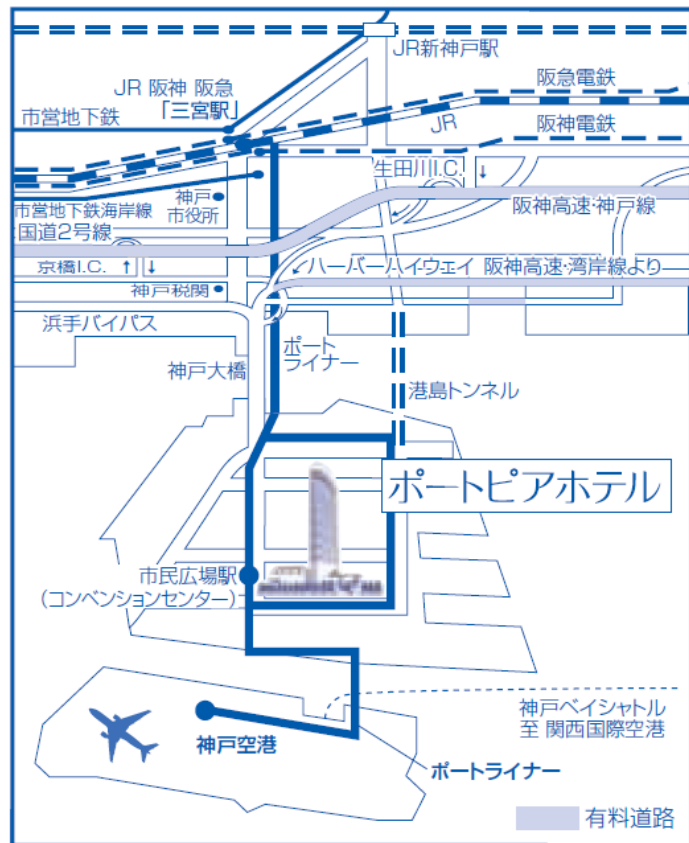 JR新神戸駅
JR 阪神 阪急
「三宮駅」
阪急電鉄
市営地下鉄
JR
阪神電鉄
生田川I.C.
↓
神戸
市役所
市営地下鉄海岸線
国道2号線
阪神高速・神戸線
京橋I.C. ↑ ↓
ハーバーハイウェイ 阪神高速・湾岸線より
神戸税関
浜手バイパス
ポート
ライナー
神戸大橋
港島トンネル
ポートピアホテル
市民広場駅
(コンベンションセンター)
神戸ベイシャトル
至 関西国際空港
神戸空港
ポートライナー
有料道路